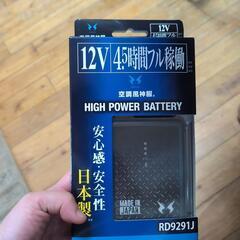 12V
12V 4.5時間フル稼働
空調風神服
HIGH POWER BATTERY
安心感・安全性
日本製
MADE IN
JAPAN
RD9291J